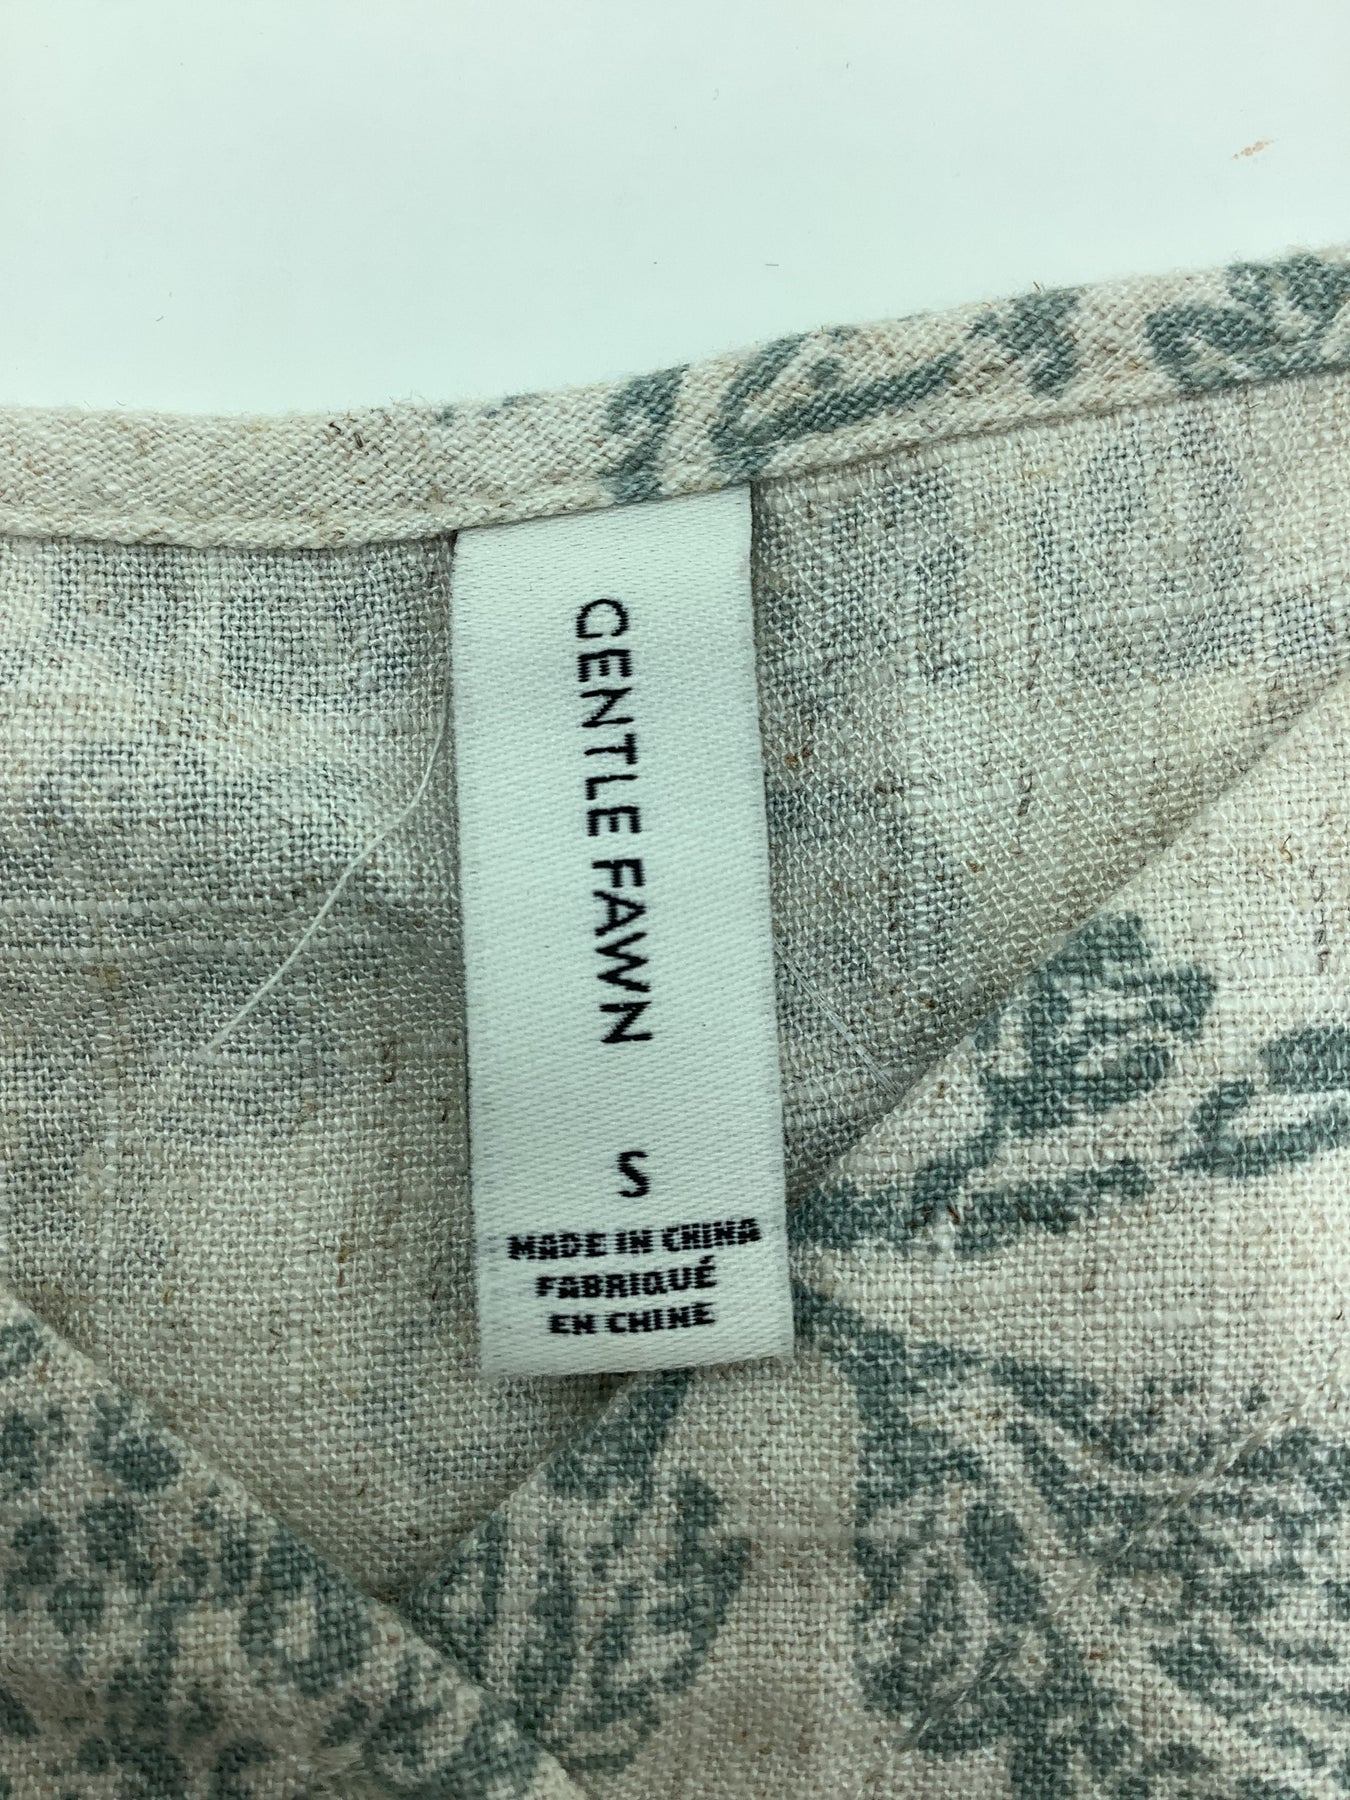 GENTLE FAWN
S
MADE IN CHINA
FABRIQUÉ
EN CHINE